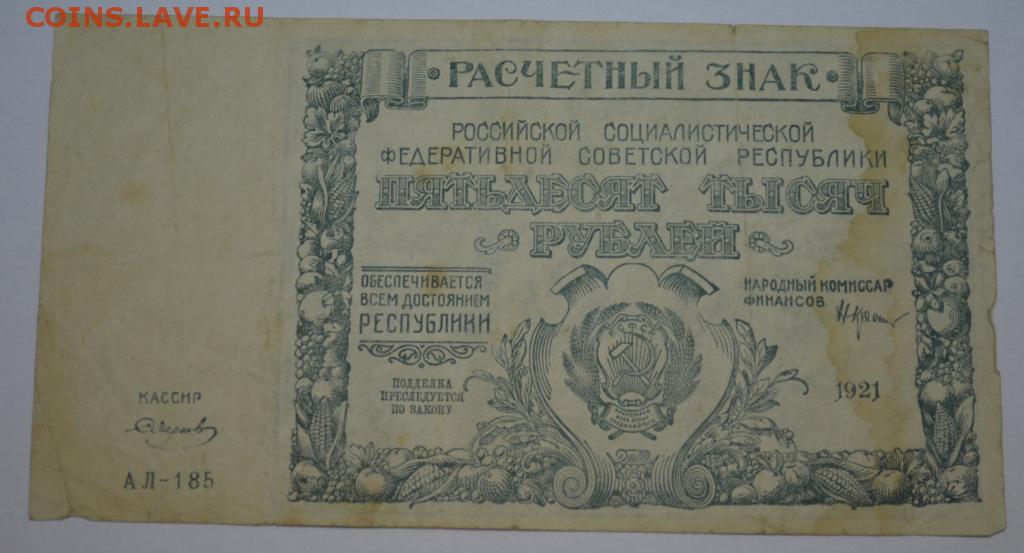 COINS.LAVE.RU
РАСЧЕТНЫЙ ЗНАК
РОССИЙСКОЙ СОЦИАЛИСТИЧЕСКОЙ
ФЕДЕРАТИВНОЙ СОВЕТСКОЙ РЕСПУБЛИКИ
ПЯТЬДЕСЯТ ТЫСЯЧ
РУБЛЕЙ
ОБЕСПЕЧИВАЕТСЯ
ВСЕМ ДОСТОЯНИЕМ
РЕСПУБЛИКИ
НАРОДНЫЙ КОМИССАР
ФИНАНСОВ
РСФСР
ПОДДЕЛКА
ПРЕСЛЕДУЕТСЯ
ПО ЗАКОНУ
1921
КАССИР
АЛ-185